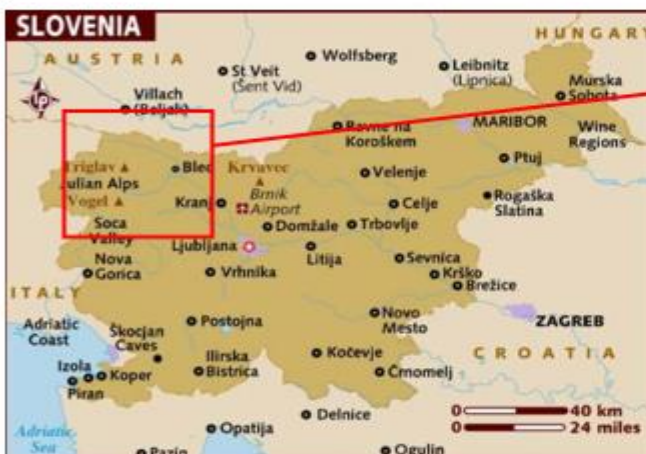 SLOVENIA
HUNGARY
AUSTRIA
Wolfsberg
St Veit
(Šent Vid)
Leibnitz
(Lipnica)
Villach
(Beljak)
Murska
Sobota
Ravne na
Koroškem
MARIBOR
Wine
Regions
Ptuj
Triglav
Bled
Krvavec
Velenje
Julian Alps
Vogel
Kranj
Brnik
Airport
Celje
Rogaška
Slatina
Soca
Valley
Domžale
Trbovlje
Ljubljana
Litija
Nova
Gorica
Vrhnika
Sevnica
Krško
Brežice
ITALY
Adriatic
Coast
Postojna
Novo
Mesto
ZAGREB
Škocjan
Caves
Ilirska
Bistrica
Kočevje
CROATIA
Izola
Koper
Piran
Črnomelj
Delnice
0 40 km
0 24 miles
Opatija
Adriatic
Sea
Pazin
Ogulin